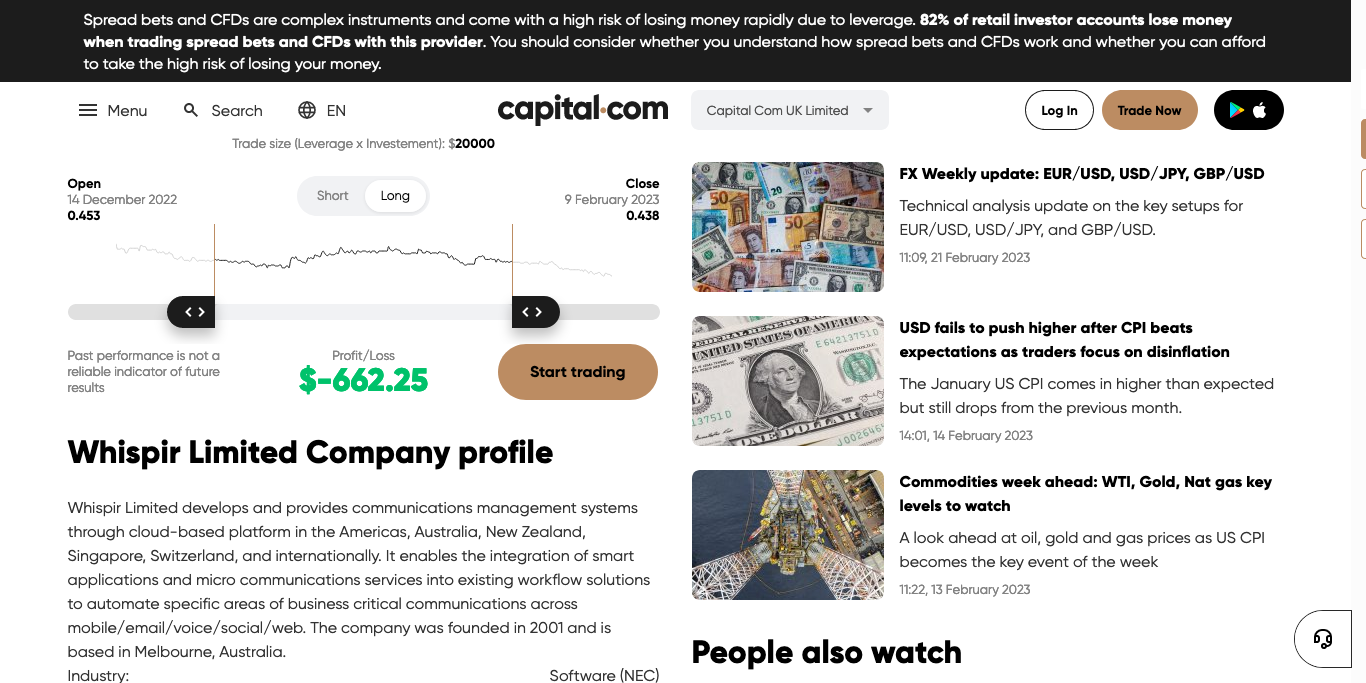 Spread bets and CFDs are complex instruments and come with a high risk of losing money rapidly due to leverage. 82% of retail investor accounts lose money
when trading spread bets and CFDs with this provider. You should consider whether you understand how spread bets and CFDs work and whether you can afford
to take the high risk of losing your money.
Menu
Search
EN
capital.com
Capital Com UK Limited
Log In
Trade Now
Trade size (Leverage x Investement): $20000
Open
14 December 2022
0.453
Short
Long
Close
9 February 2023
0.438
Past performance is not a
reliable indicator of future
results
Profit/Loss
$-662.25
Start trading
Whispir Limited Company profile
Whispir Limited develops and provides communications management systems
through cloud-based platform in the Americas, Australia, New Zealand,
Singapore, Switzerland, and internationally. It enables the integration of smart
applications and micro communications services into existing workflow solutions
to automate specific areas of business critical communications across
mobile/email/voice/social/web. The company was founded in 2001 and is
based in Melbourne, Australia.
Industry:
Software (NEC)
FX Weekly update: EUR/USD, USD/JPY, GBP/USD
Technical analysis update on the key setups for
EUR/USD, USD/JPY, and GBP/USD.
11:09, 21 February 2023
UNITED STATES OF AMERICA
E 64621375 D
WASHINGTON, D.C.
13751 D
ONE DOLLAR
USD fails to push higher after CPI beats
expectations as traders focus on disinflation
The January US CPI comes in higher than expected
but still drops from the previous month.
14:01, 14 February 2023
Commodities week ahead: WTI, Gold, Nat gas key
levels to watch
A look ahead at oil, gold and gas prices as US CPI
becomes the key event of the week
11:22, 13 February 2023
People also watch